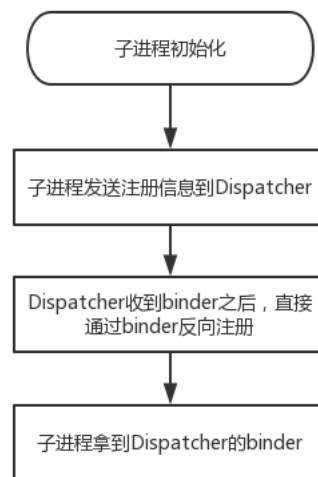 子进程初始化
子进程发送注册信息到Dispatcher
Dispatcher收到binder之后，直接
通过binder反向注册
子进程拿到Dispatcher的binder